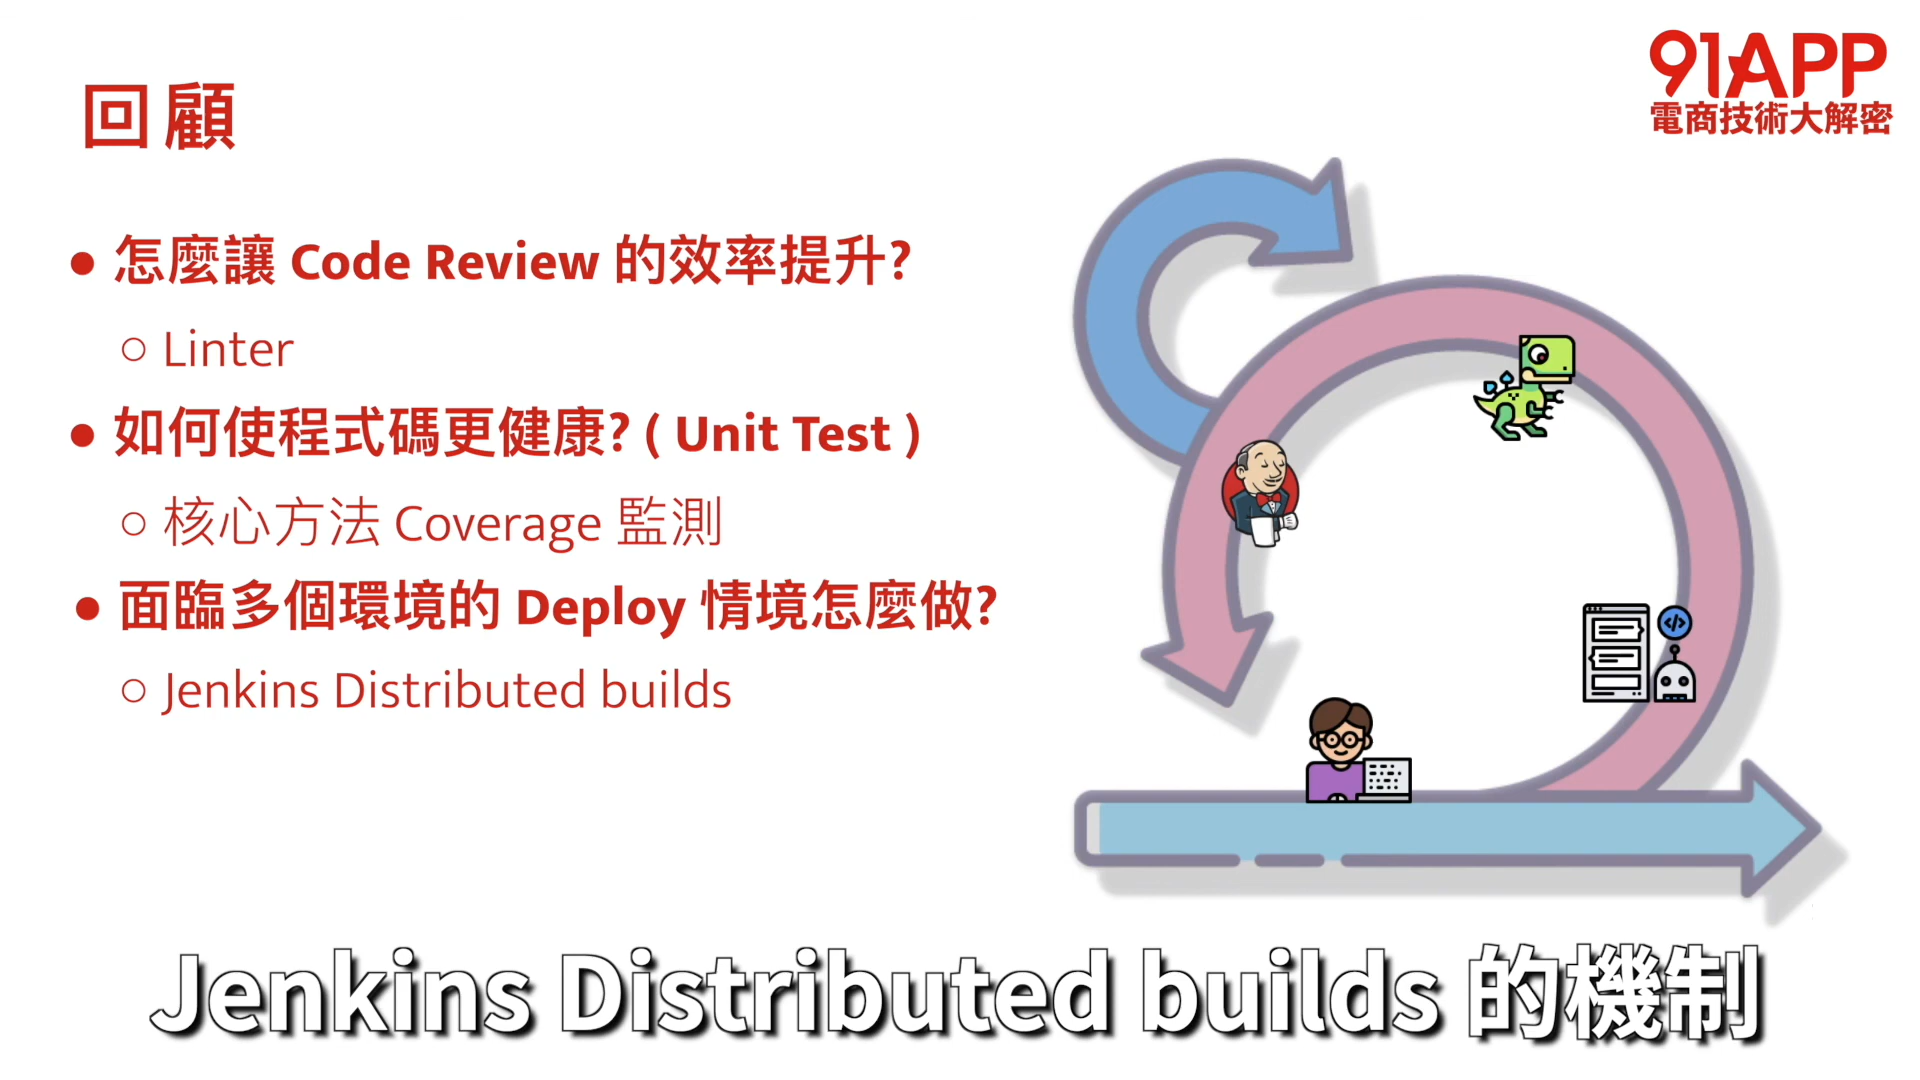 91APP
電商技術大解密
回顧
● 怎麼讓 Code Review 的效率提升?
○ Linter
● 如何使程式碼更健康? ( Unit Test )
○ 核心方法 Coverage 監測
● 面臨多個環境的 Deploy 情境怎麼做?
○ Jenkins Distributed builds
</>
Jenkins Distributed builds 的機制